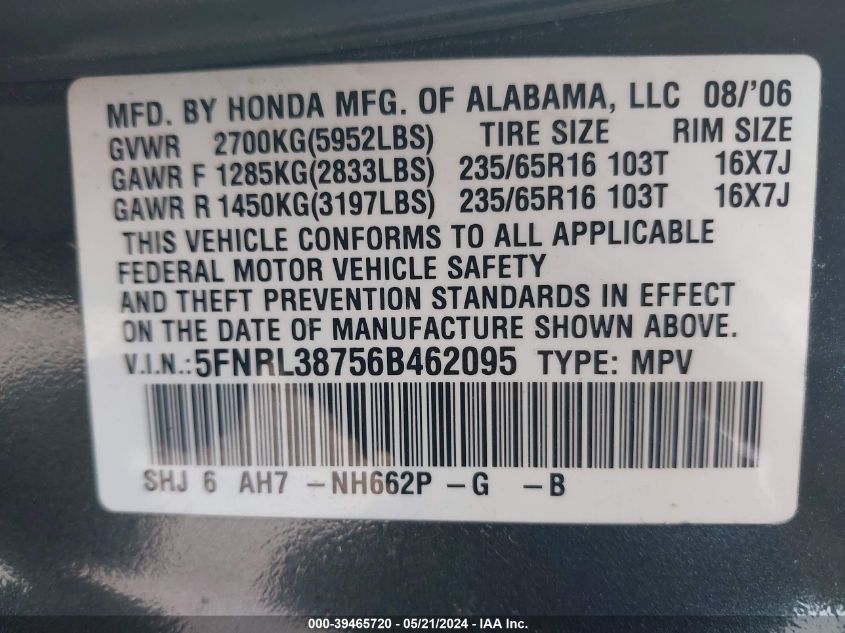 MFD. BY HONDA MFG. OF ALABAMA, LLC 08/'06
GVWR 2700KG(5952LBS) TIRE SIZE RIM SIZE
GAWR F 1285KG(2833LBS) 235/65R16 103T 16X7J
GAWR R 1450KG(3197LBS) 235/65R16 103T 16X7J
THIS VEHICLE CONFORMS TO ALL APPLICABLE
FEDERAL MOTOR VEHICLE SAFETY
AND THEFT PREVENTION STANDARDS IN EFFECT
ON THE DATE OF MANUFACTURE SHOWN ABOVE.
V.I.N.:5FNRL38756B462095 TYPE: MPV
SHJ 6 AH7 -NH662P -G -B
000-39465720 - 05/21/2024 - IAA Inc.